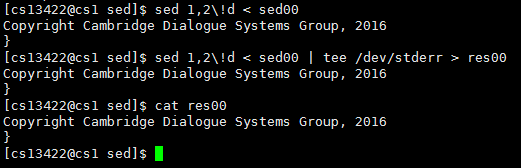 [cs13422@cs1 sed]$ sed 1,2\!d < sed00
Copyright Cambridge Dialogue Systems Group, 2016
}
[cs13422@cs1 sed]$ sed 1,2\!d < sed00 | tee /dev/stderr > res00
Copyright Cambridge Dialogue Systems Group, 2016
}
[cs13422@cs1 sed]$ cat res00
Copyright Cambridge Dialogue Systems Group, 2016
}
[cs13422@cs1 sed]$